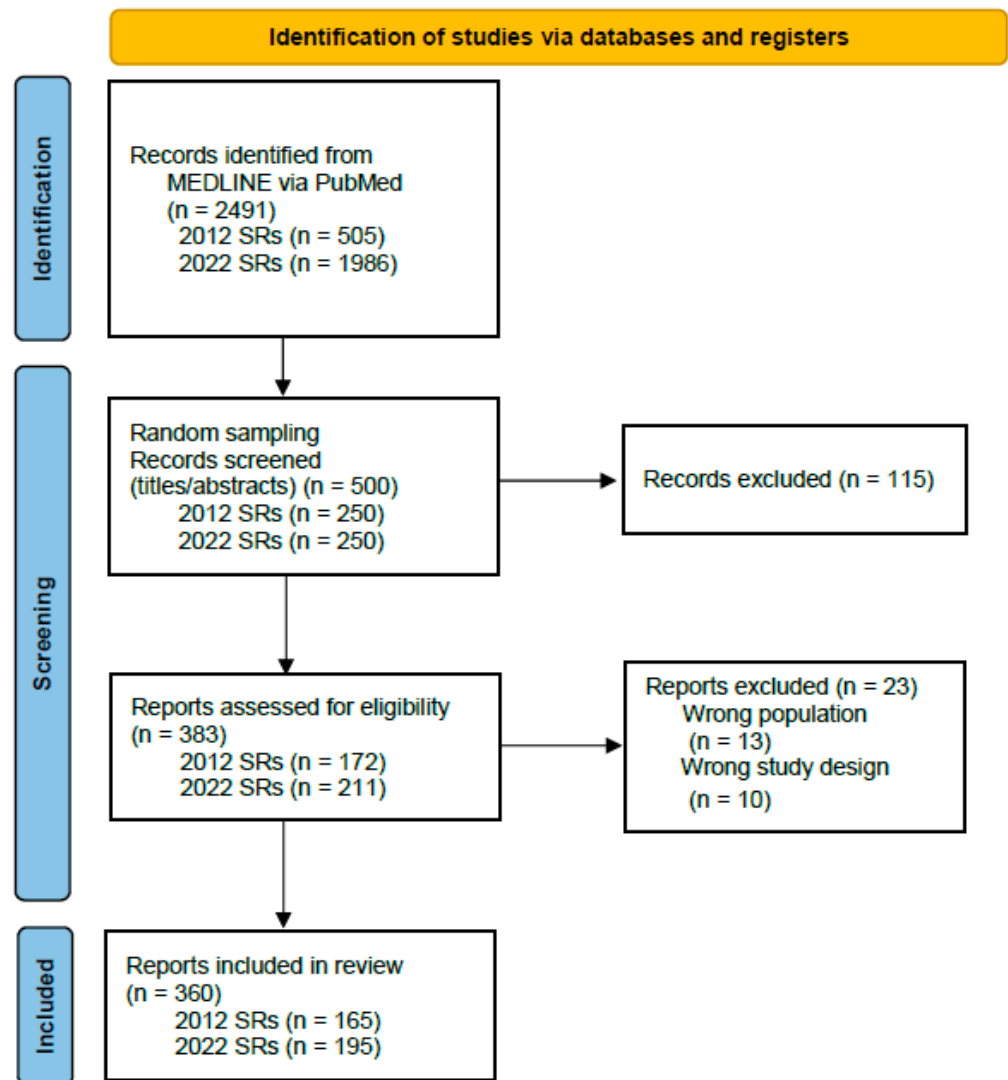 Identification of studies via databases and registers
Identification
Records identified from
MEDLINE via PubMed
(n = 2491)
2012 SRs (n = 505)
2022 SRs (n = 1986)
Screening
Random sampling
Records screened
(titles/abstracts) (n = 500)
2012 SRs (n = 250)
2022 SRs (n = 250)
Records excluded (n = 115)
Reports assessed for eligibility
(n = 383)
2012 SRs (n = 172)
2022 SRs (n = 211)
Reports excluded (n = 23)
Wrong population
(n = 13)
Wrong study design
(n = 10)
Included
Reports included in review
(n = 360)
2012 SRs (n = 165)
2022 SRs (n = 195)